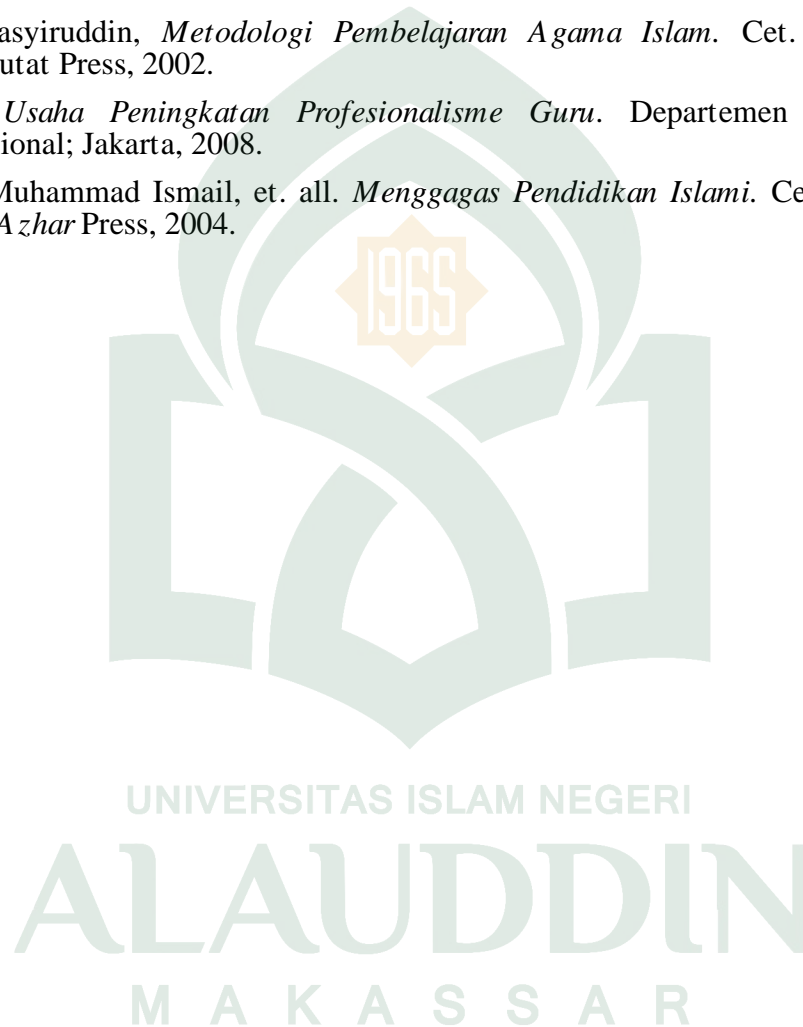 asyiruddin, Metodologi Pembelajaran Agama Islam. Cet.
utat Press, 2002.
Usaha Peningkatan Profesionalisme Guru. Departemen
ional; Jakarta, 2008.
Muhammad Ismail, et. all. Menggagas Pendidikan Islami. Ce
Azhar Press, 2004.
1965
UNIVERSITAS ISLAM NEGERI
ALAUDDIN
MAKASSAR